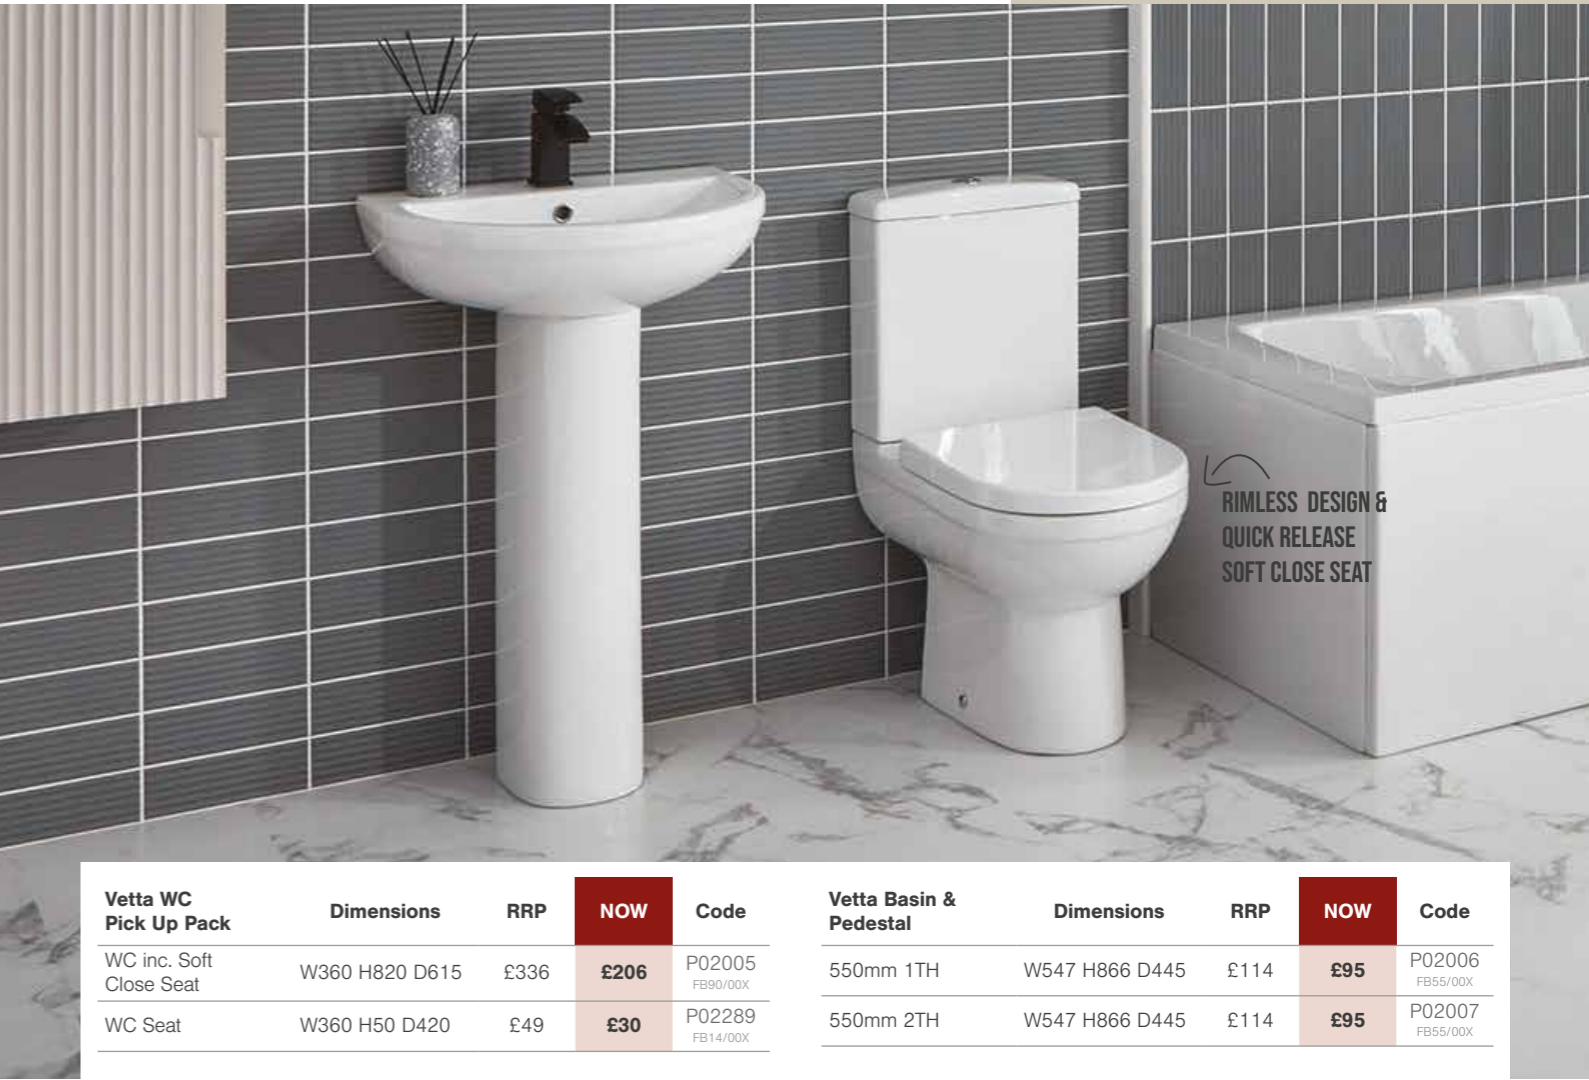 RIMLESS DESIGN &
QUICK RELEASE
SOFT CLOSE SEAT
Vetta WC
Pick Up Pack
Dimensions RRP NOW Code
WC inc. Soft
Close Seat
W360 H820 D615 £336 £206 P02005
FB90/00X
WC Seat W360 H50 D420 £49 £30 P02289
FB14/00X
Vetta Basin &
Pedestal
Dimensions RRP NOW Code
550mm 1TH W547 H866 D445 £114 £95 P02006
FB55/00X
550mm 2TH W547 H866 D445 £114 £95 P02007
FB55/00X